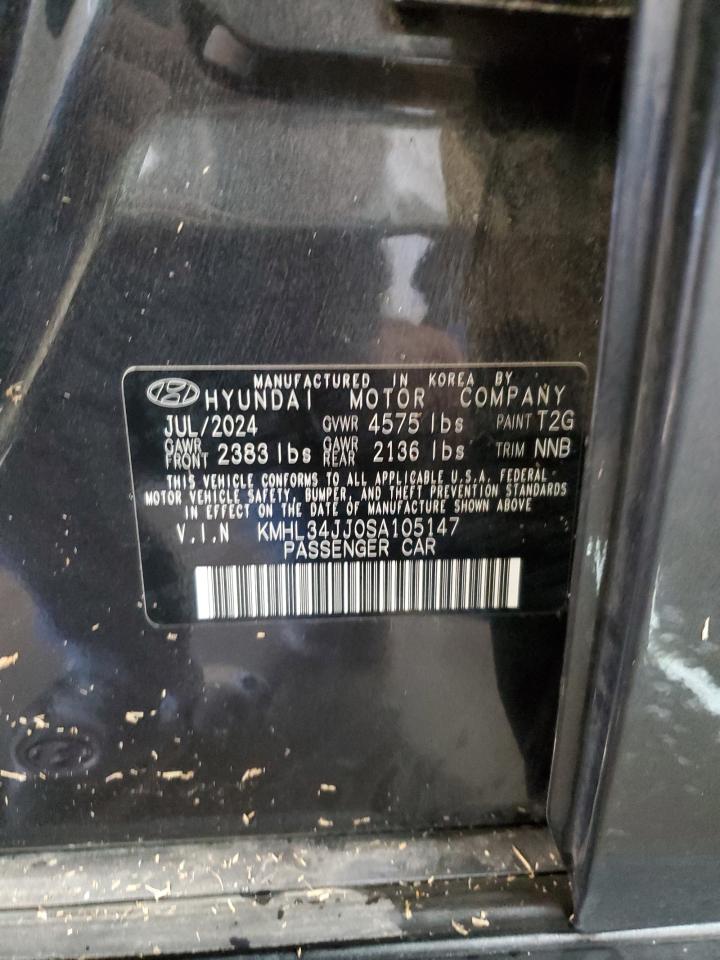 MANUFACTURED IN KOREA BY
HYUNDAI MOTOR COMPANY
JUL/2024 GVWR 4575 lbs PAINT T2G
GAWR FRONT 2383 lbs GAWR REAR 2136 lbs TRIM NNB
THIS VEHICLE CONFORMS TO ALL APPLICABLE U.S.A. FEDERAL
MOTOR VEHICLE SAFETY, BUMPER, AND THEFT PREVENTION STANDARDS
IN EFFECT ON THE DATE OF MANUFACTURE SHOWN ABOVE
V.I.N KMHL34JJ0SA105147
PASSENGER CAR